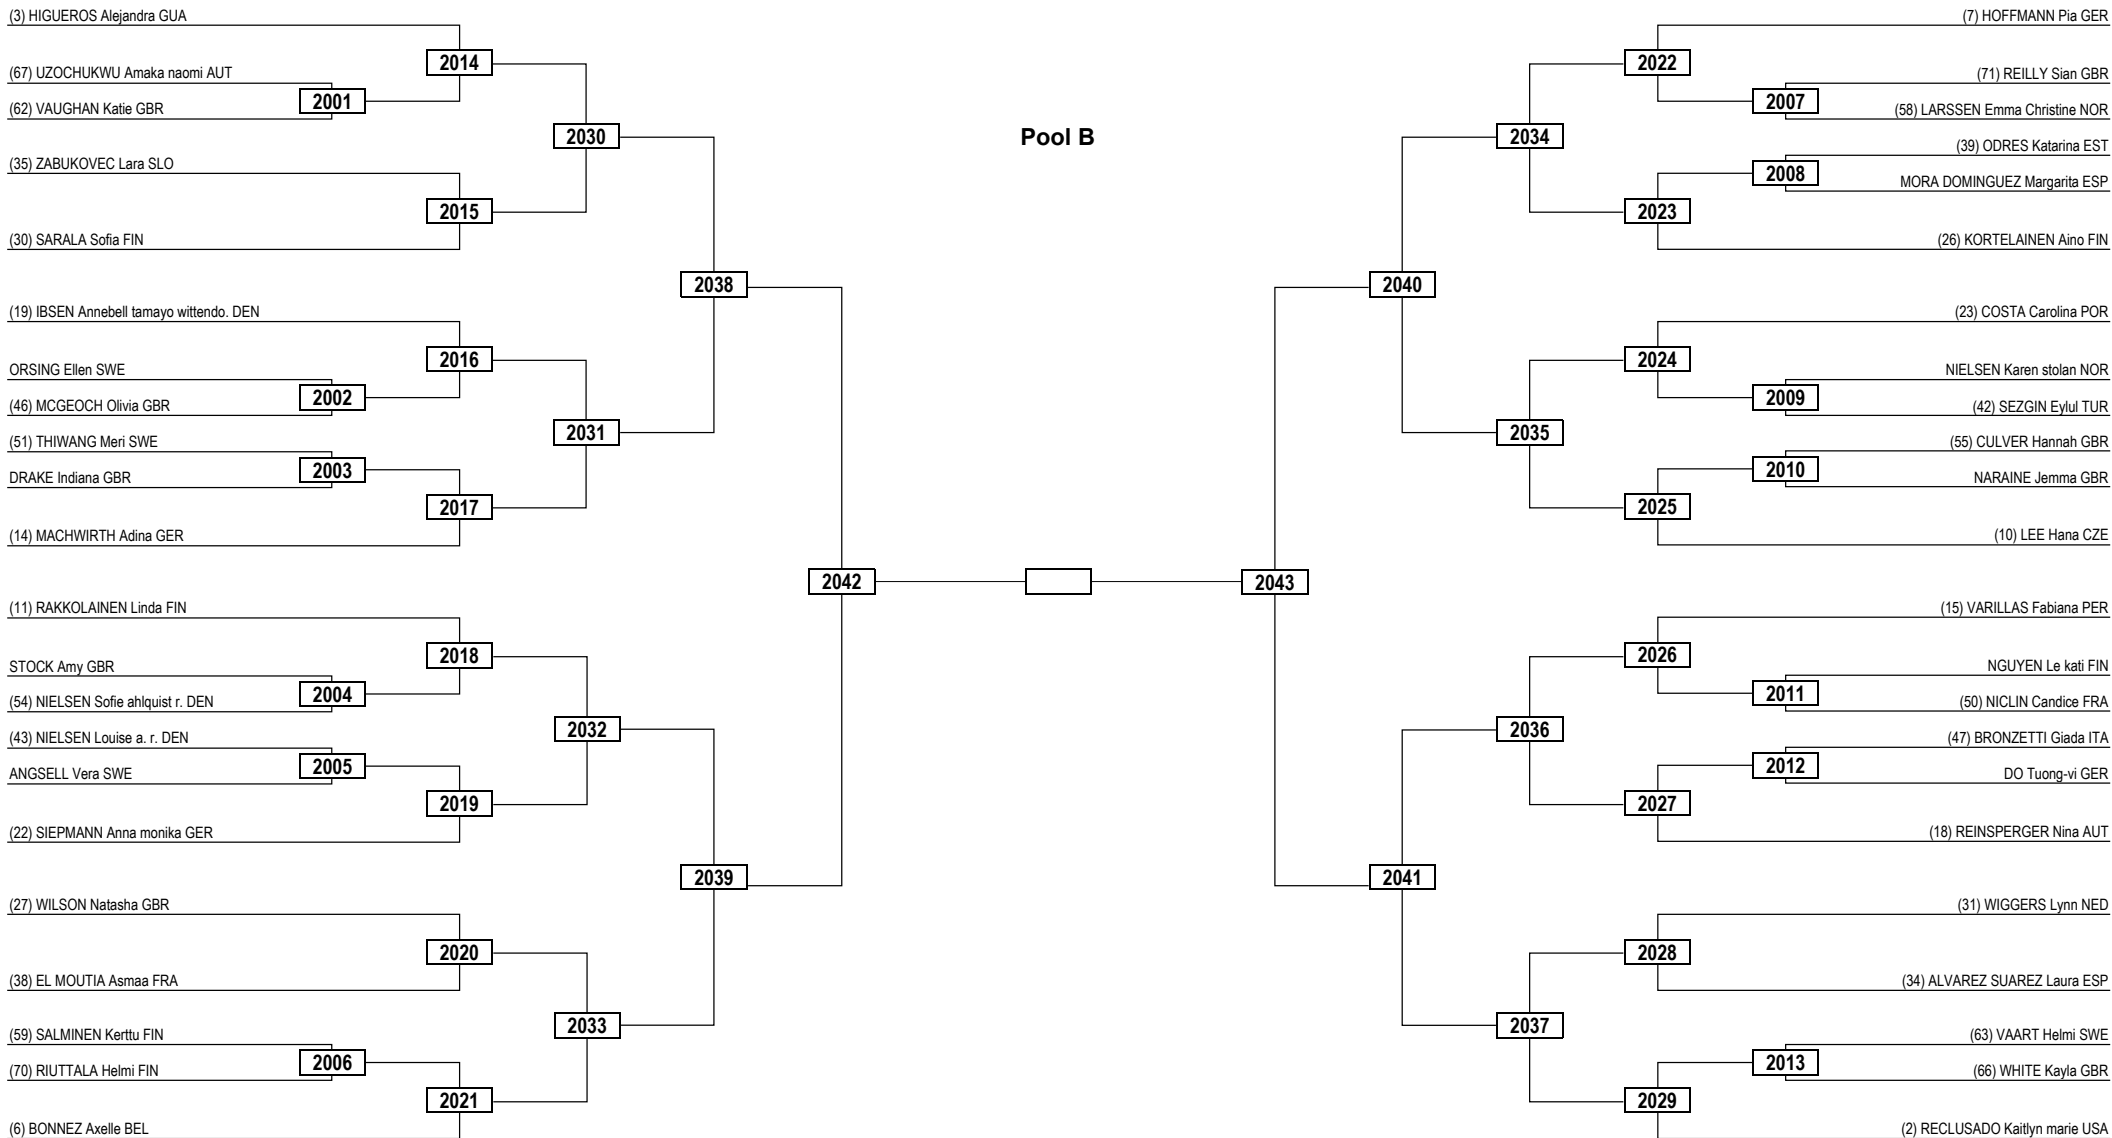 (3) HIGUEROS Alejandra GUA
2014
(67) UZOCHUKWU Amaka naomi AUT
2001
(62) VAUGHAN Katie GBR
2030
(35) ZABUKOVEC Lara SLO
2015
(30) SARALA Sofia FIN
2038
(19) IBSEN Annebell tamayo wittendo. DEN
2016
ORSING Ellen SWE
2002
(46) MCGEOCH Olivia GBR
2031
(51) THIWANG Meri SWE
2003
DRAKE Indiana GBR
2017
(14) MACHWIRTH Adina GER
2042
(11) RAKKOLAINEN Linda FIN
2018
STOCK Amy GBR
2004
(54) NIELSEN Sofie ahlquist r. DEN
2032
(43) NIELSEN Louise a. r. DEN
2005
ANGSELL Vera SWE
2019
(22) SIEPMANN Anna monika GER
2039
(27) WILSON Natasha GBR
2020
(38) EL MOUTIA Asmaa FRA
2033
(59) SALMINEN Kerttu FIN
2006
(70) RIUTTALA Helmi FIN
2021
(6) BONNEZ Axelle BEL
Pool B
(7) HOFFMANN Pia GER
2022
(71) REILLY Sian GBR
2007
(58) LARSSEN Emma Christine NOR
2034
(39) ODRES Katarina EST
2008
MORA DOMINGUEZ Margarita ESP
2023
(26) KORTELAINEN Aino FIN
2040
(23) COSTA Carolina POR
2024
NIELSEN Karen stolan NOR
2009
(42) SEZGIN Eylul TUR
2035
(55) CULVER Hannah GBR
2010
NARAINE Jemma GBR
2025
(10) LEE Hana CZE
2043
(15) VARILLAS Fabiana PER
2026
NGUYEN Le kati FIN
2011
(50) NICLIN Candice FRA
2036
(47) BRONZETTI Giada ITA
2012
DO Tuong-vi GER
2027
(18) REINSPERGER Nina AUT
2041
(31) WIGGERS Lynn NED
2028
(34) ALVAREZ SUAREZ Laura ESP
2037
(63) VAART Helmi SWE
2013
(66) WHITE Kayla GBR
2029
(2) RECLUSADO Kaitlyn marie USA